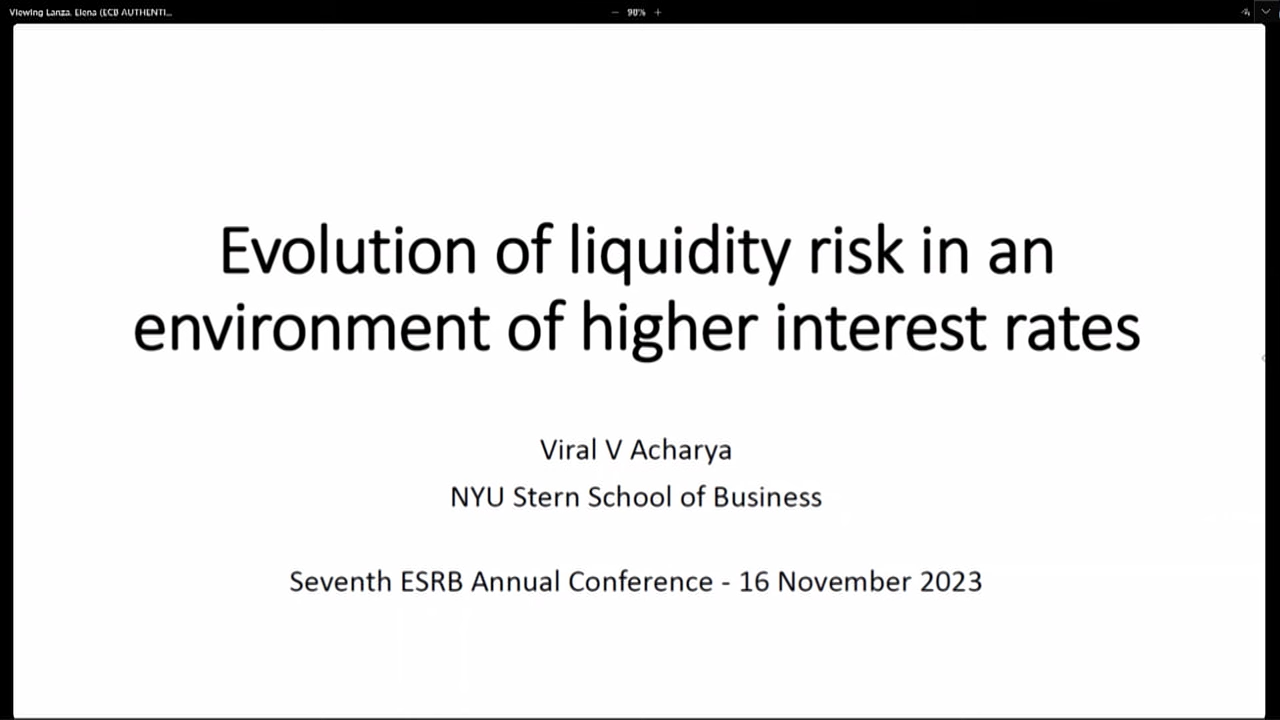 Viewing Lanza, Elena (ECB AUTHENTI...
− 90% +
Evolution of liquidity risk in an
environment of higher interest rates
Viral V Acharya
NYU Stern School of Business
Seventh ESRB Annual Conference - 16 November 2023